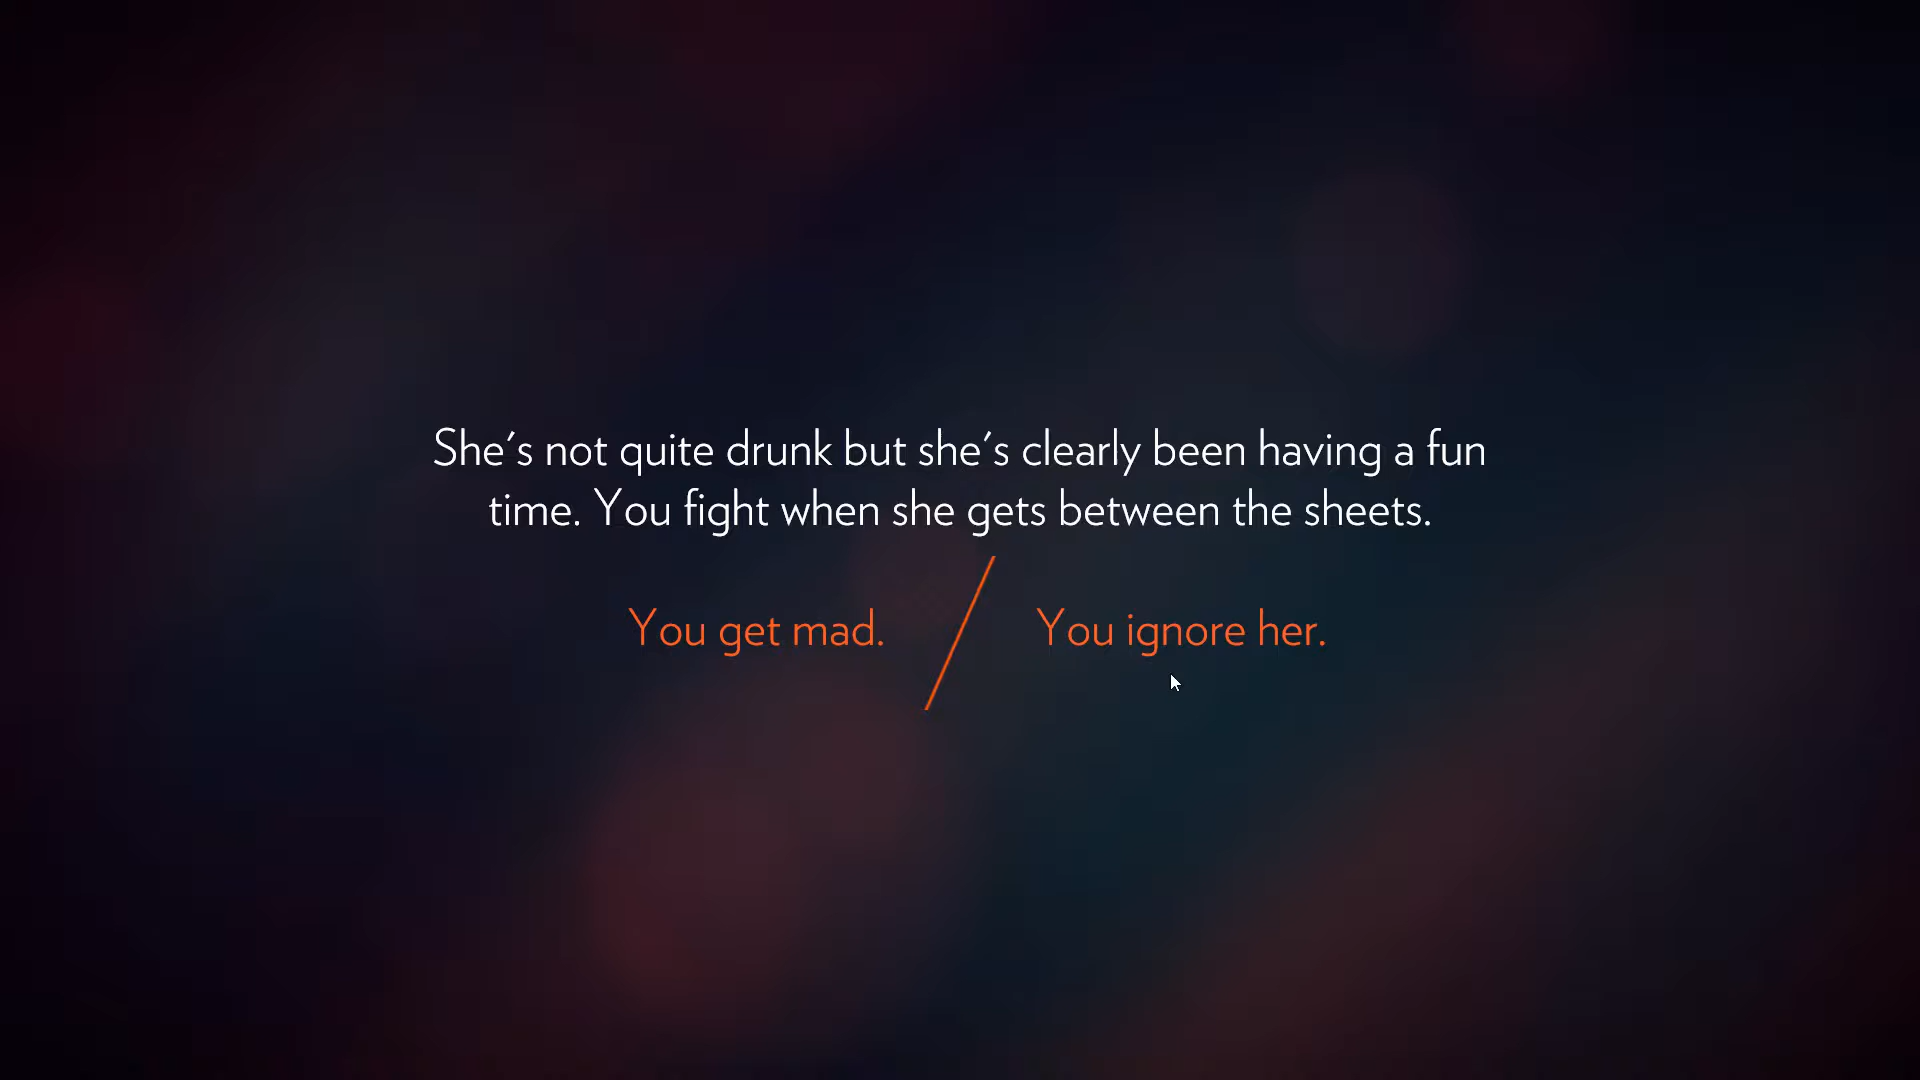 She's not quite drunk but she's clearly been having a fun
time. You fight when she gets between the sheets.
You get mad. You ignore her.